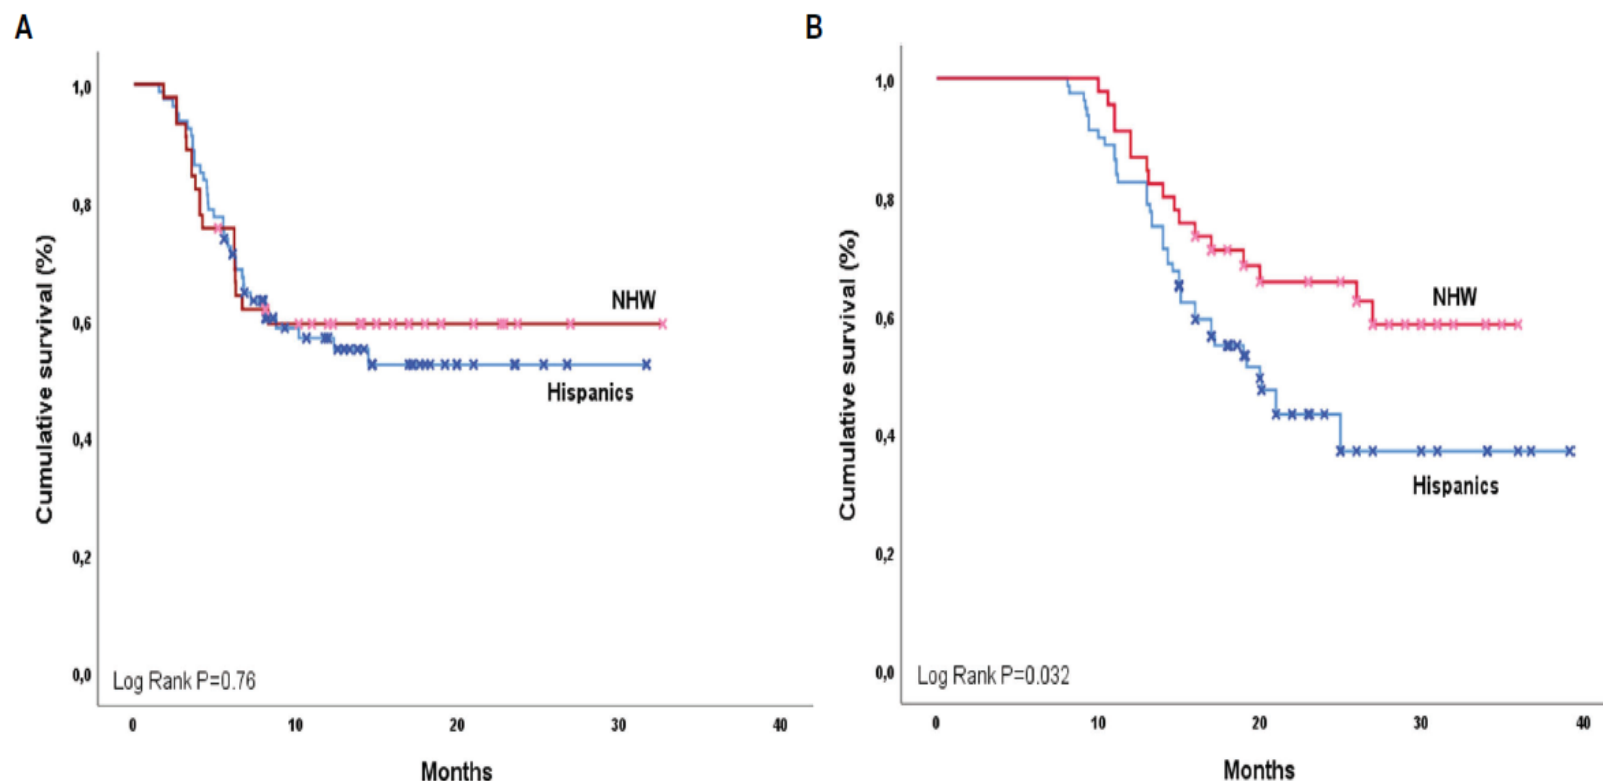 A
Cumulative survival (%)
1,0
0,8
0,6
0,4
0,2
0,0
NHW
Hispanics
Log Rank P=0.76
0 10 20 30 40
Months
B
Cumulative survival (%)
1,0
0,8
0,6
0,4
0,2
0,0
NHW
Hispanics
Log Rank P=0.032
0 10 20 30 40
Months